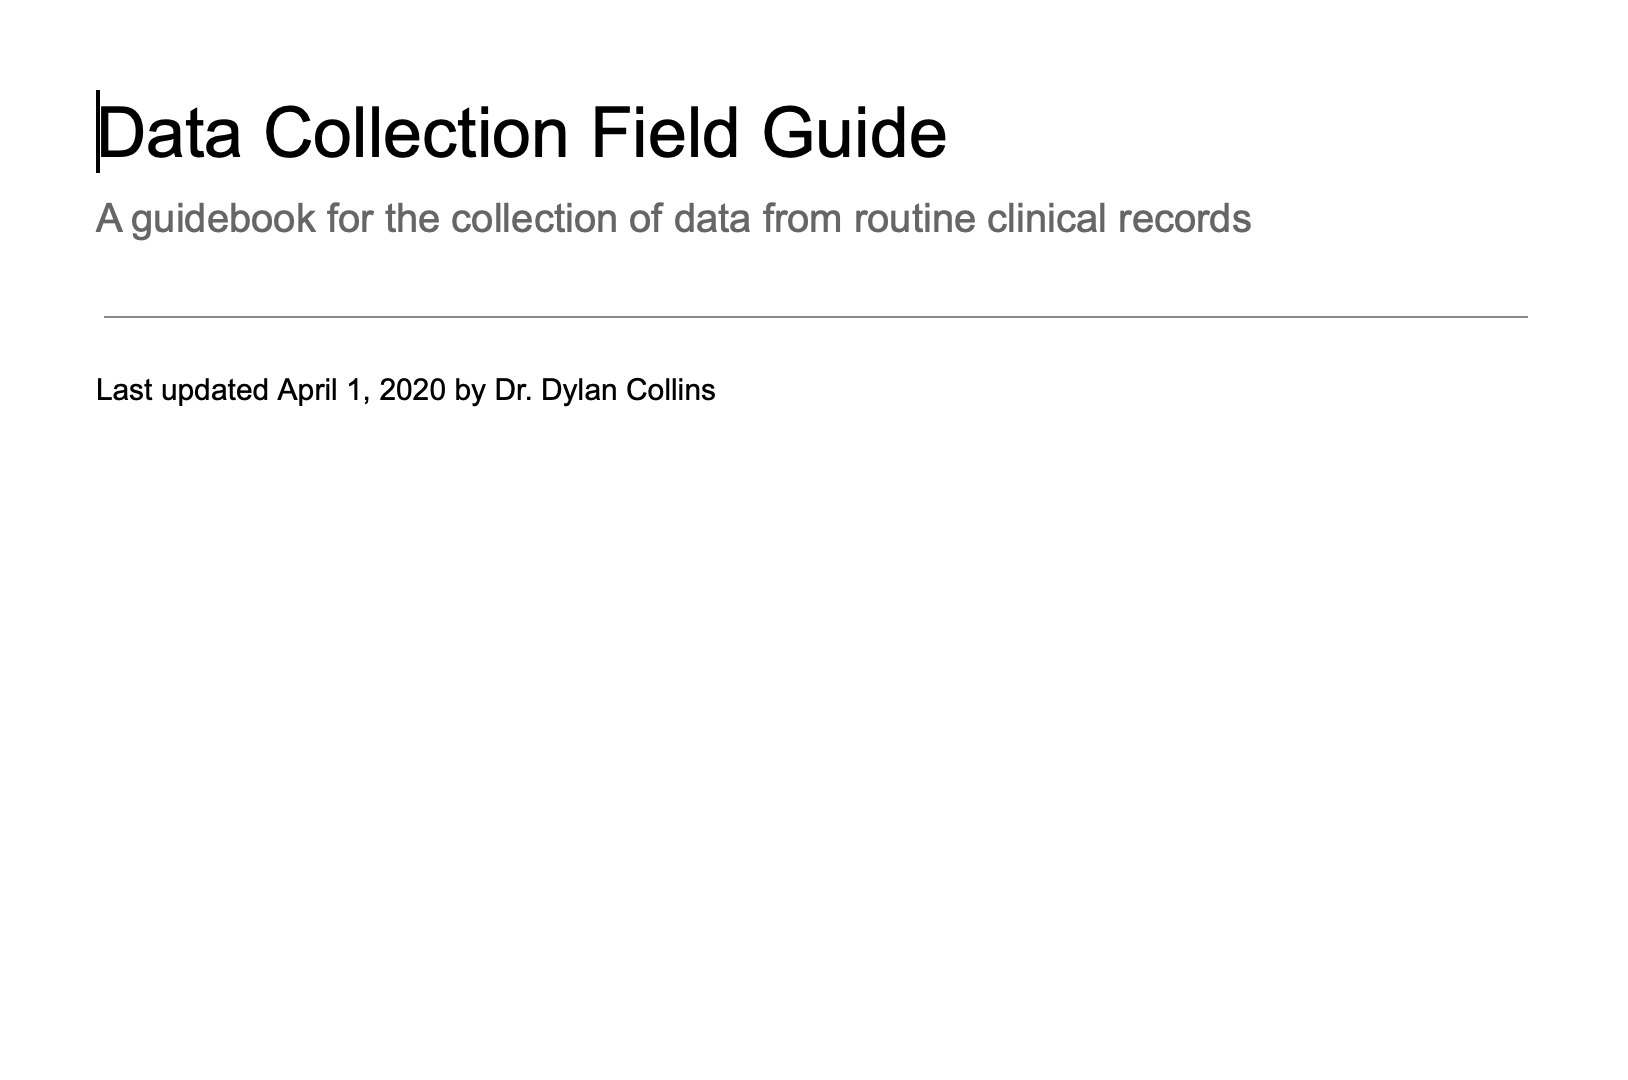 Data Collection Field Guide
A guidebook for the collection of data from routine clinical records
Last updated April 1, 2020 by Dr. Dylan Collins